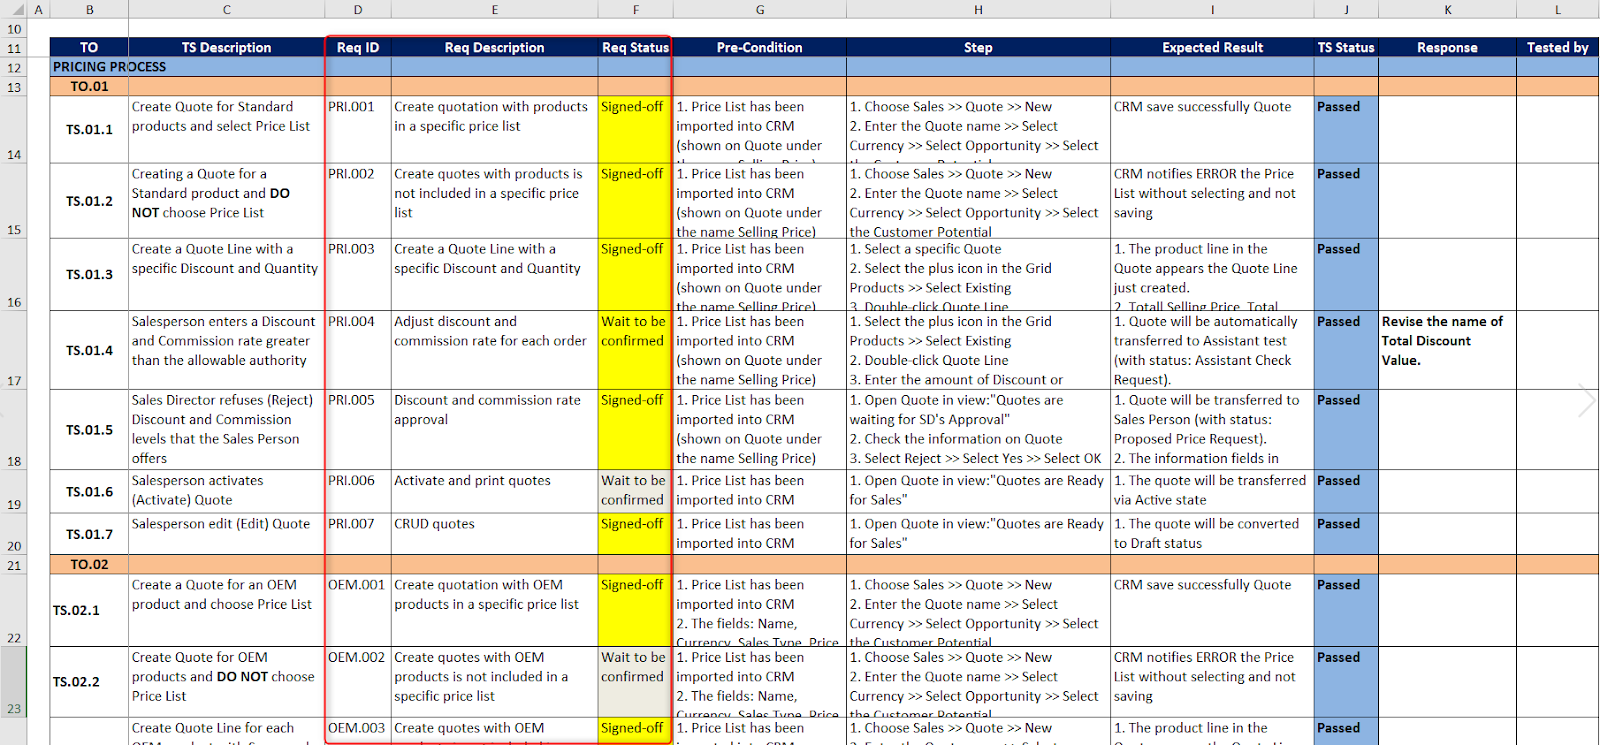 A B C D E F G H I J K L
10
11 TO TS Description Req ID Req Description Req Status Pre-Condition Step Expected Result TS Status Response Tested by
12 PRICING PROCESS
13 TO.01
14 TS.01.1
Create Quote for Standard
products and select Price List
PRI.001
Create quotation with products
in a specific price list
Signed-off
1. Price List has been
imported into CRM
(shown on Quote under
1. Choose Sales >> Quote >> New
2. Enter the Quote name >> Select
Currency >> Select Opportunity >> Select
CRM save successfully Quote
Passed
15 TS.01.2
Creating a Quote for a
Standard product and DO
NOT choose Price List
PRI.002
Create quotes with products is
not included in a specific price
list
Signed-off
1. Price List has been
imported into CRM
(shown on Quote under
the name Selling Price)
1. Choose Sales >> Quote >> New
2. Enter the Quote name >> Select
Currency >> Select Opportunity >> Select
the Customer Potential
CRM notifies ERROR the Price
List without selecting and not
saving
Passed
16 TS.01.3
Create a Quote Line with a
specific Discount and Quantity
PRI.003
Create a Quote Line with a
specific Discount and Quantity
Signed-off
1. Price List has been
imported into CRM
(shown on Quote under
the name Selling Price)
1. Select a specific Quote
2. Select the plus icon in the Grid
Products >> Select Existing
3. Double-click Quote Line
1. The product line in the
Quote appears the Quote Line
just created.
2. Totall Selling Price, Total
Passed
17 TS.01.4
Salesperson enters a Discount
and Commission rate greater
than the allowable authority
PRI.004
Adjust discount and
commission rate for each order
Wait to be
confirmed
1. Price List has been
imported into CRM
(shown on Quote under
the name Selling Price)
1. Select the plus icon in the Grid
Products >> Select Existing
2. Double-click Quote Line
3. Enter the amount of Discount or
1. Quote will be automatically
transferred to Assistant test
(with status: Assistant Check
Request).
Passed
Revise the name of
Total Discount
Value.
18 TS.01.5
Sales Director refuses (Reject)
Discount and Commission
levels that the Sales Person
offers
PRI.005
Discount and commission rate
approval
Signed-off
1. Price List has been
imported into CRM
(shown on Quote under
the name Selling Price)
1. Open Quote in view:"Quotes are
waiting for SD's Approval"
2. Check the information on Quote
3. Select Reject >> Select Yes >> Select OK
1. Quote will be transferred to
Sales Person (with status:
Proposed Price Request).
2. The information fields in
Passed
19 TS.01.6
Salesperson activates
(Activate) Quote
PRI.006
Activate and print quotes
Wait to be
confirmed
1. Price List has been
imported into CRM
1. Open Quote in view:"Quotes are Ready
for Sales"
1. The quote will be transferred
via Active state
Passed
20 TS.01.7
Salesperson edit (Edit) Quote
PRI.007
CRUD quotes
Signed-off
1. Price List has been
imported into CRM
1. Open Quote in view:"Quotes are Ready
for Sales"
1. The quote will be converted
to Draft status
Passed
21 TO.02
22 TS.02.1
Create a Quote for an OEM
product and choose Price List
OEM.001
Create quotation with OEM
products in a specific price list
Signed-off
1. Price List has been
imported into CRM
2. The fields: Name,
Currency, Sales Type, Price
1. Choose Sales >> Quote >> New
2. Enter the Quote name >> Select
Currency >> Select Opportunity >> Select
the Customer Potential
CRM save successfully Quote
Passed
23 TS.02.2
Create Quote for OEM
products and DO NOT choose
Price List
OEM.002
Create quotes with OEM
products is not included in a
specific price list
Wait to be
confirmed
1. Price List has been
imported into CRM
2. The fields: Name,
Currency, Sales Type, Price
1. Choose Sales >> Quote >> New
2. Enter the Quote name >> Select
Currency >> Select Opportunity >> Select
the Customer Potential
CRM notifies ERROR the Price
List without selecting and not
saving
Passed
Create Quote Line for each
OEM.003
Create quotes with OEM
Signed-off
1. Price List has been
1. Choose Sales >> Quote >> New
1. The product line in the
Passed